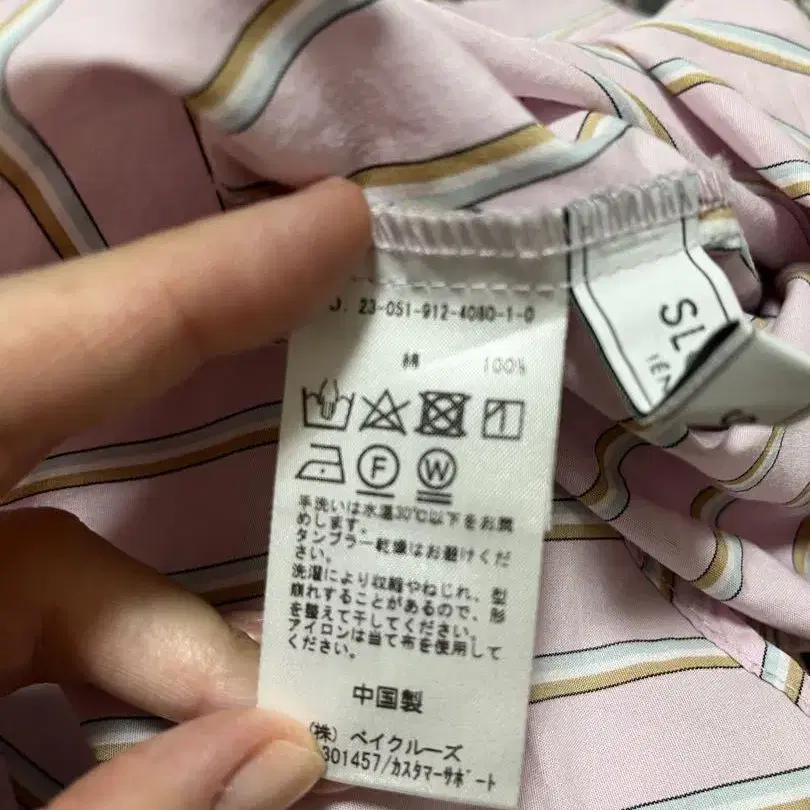 23-051-912-4080-1-0
綿 100%
F
W
手洗いは水温30℃以下をお薦
めします。
タンブラー乾燥はお避けくだ
さい。
洗濯により収縮やねじれ、型
崩れすることがあるので、形
を整えて干してください。
アイロンは当て布を使用して
ください。
中国製
(株) ベイクルーズ
301457/カスタマーサポート
SL
IÉN